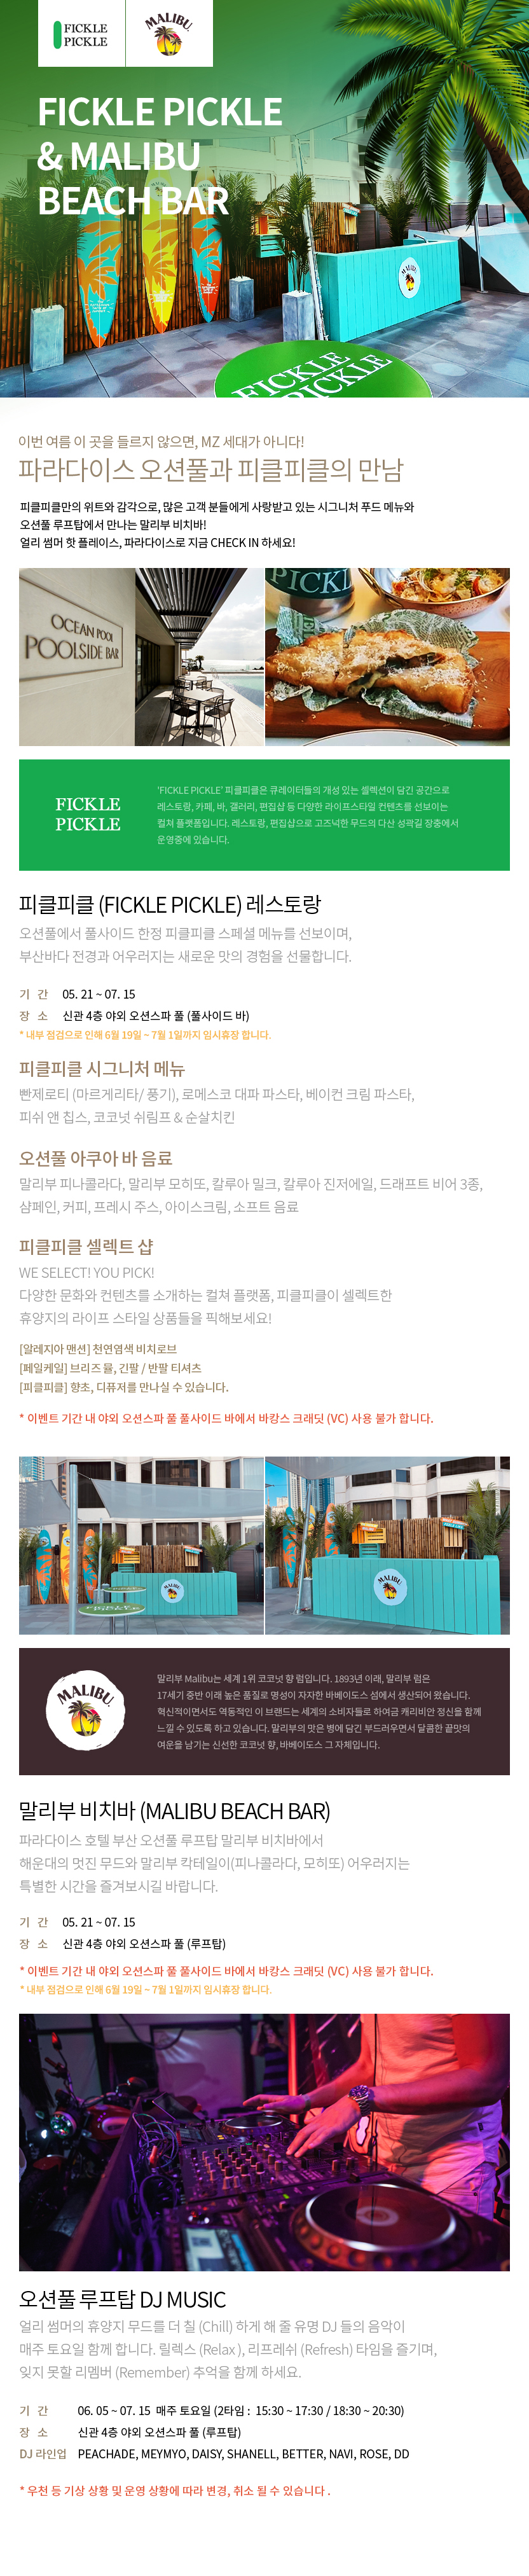 FICKLE
PICKLE
MALIBU
FICKLE PICKLE
& MALIBU
BEACH BAR
MALIBU
FICKLE
PICKLE
이번 여름 이 곳을 들르지 않으면, MZ 세대가 아니다!
파라다이스 오션풀과 피클피클의 만남
피클피클만의 위트와 감각으로, 많은 고객 분들에게 사랑받고 있는 시그니처 푸드 메뉴와
오션풀 루프탑에서 만나는 말리부 비치바!
얼리 썸머 핫 플레이스, 파라다이스로 지금 CHECK IN 하세요!
OCEAN POOL
POOLSIDE BAR
PICKL
FICKLE
PICKLE
'FICKLE PICKLE' 피클피클은 큐레이터들의 개성 있는 셀렉션이 담긴 공간으로
레스토랑, 카페, 바, 갤러리, 편집샵 등 다양한 라이프스타일 컨텐츠를 선보이는
컬쳐 플랫폼입니다. 레스토랑, 편집샵으로 고즈넉한 무드의 다산 성곽길 장충에서
운영중에 있습니다.
피클피클 (FICKLE PICKLE) 레스토랑
오션풀에서 풀사이드 한정 피클피클 스페셜 메뉴를 선보이며,
부산바다 전경과 어우러지는 새로운 맛의 경험을 선물합니다.
기 간 05. 21 ~ 07. 15
장 소 신관 4층 야외 오션스파 풀 (풀사이드 바)
* 내부 점검으로 인해 6월 19일 ~ 7월 1일까지 임시휴장 합니다.
피클피클 시그니처 메뉴
빤제로티 (마르게리타/ 풍기), 로메스코 대파 파스타, 베이컨 크림 파스타,
피쉬 앤 칩스, 코코넛 쉬림프 & 순살치킨
오션풀 아쿠아 바 음료
말리부 피나콜라다, 말리부 모히또, 칼루아 밀크, 칼루아 진저에일, 드래프트 비어 3종,
샴페인, 커피, 프레시 주스, 아이스크림, 소프트 음료
피클피클 셀렉트 샵
WE SELECT! YOU PICK!
다양한 문화와 컨텐츠를 소개하는 컬쳐 플랫폼, 피클피클이 셀렉트한
휴양지의 라이프 스타일 상품들을 픽해보세요!
[알레지아 맨션] 천연염색 비치로브
[페일케일] 브리즈 뮬, 긴팔 / 반팔 티셔츠
[피클피클] 향초, 디퓨저를 만나실 수 있습니다.
* 이벤트 기간 내 야외 오션스파 풀 풀사이드 바에서 바캉스 크래딧 (VC) 사용 불가 합니다.
MALIBU
MALIBU
MALIBU
말리부 Malibu는 세계 1위 코코넛 향 럼입니다. 1893년 이래, 말리부 럼은
17세기 중반 이래 높은 품질로 명성이 자자한 바베이도스 섬에서 생산되어 왔습니다.
혁신적이면서도 역동적인 이 브랜드는 세계의 소비자들로 하여금 캐리비안 정신을 함께
느낄 수 있도록 하고 있습니다. 말리부의 맛은 병에 담긴 부드러우면서 달콤한 끝맛의
여운을 남기는 신선한 코코넛 향, 바베이도스 그 자체입니다.
말리부 비치바 (MALIBU BEACH BAR)
파라다이스 호텔 부산 오션풀 루프탑 말리부 비치바에서
해운대의 멋진 무드와 말리부 칵테일이(피나콜라다, 모히또) 어우러지는
특별한 시간을 즐겨보시길 바랍니다.
기 간 05. 21 ~ 07. 15
장 소 신관 4층 야외 오션스파 풀 (루프탑)
* 이벤트 기간 내 야외 오션스파 풀 풀사이드 바에서 바캉스 크래딧 (VC) 사용 불가 합니다.
* 내부 점검으로 인해 6월 19일 ~ 7월 1일까지 임시휴장 합니다.
오션풀 루프탑 DJ MUSIC
얼리 썸머의 휴양지 무드를 더 칠 (Chill) 하게 해 줄 유명 DJ 들의 음악이
매주 토요일 함께 합니다. 릴렉스 (Relax ), 리프레쉬 (Refresh) 타임을 즐기며,
잊지 못할 리멤버 (Remember) 추억을 함께 하세요.
기 간 06. 05 ~ 07. 15 매주 토요일 (2타임 : 15:30 ~ 17:30 / 18:30 ~ 20:30)
장 소 신관 4층 야외 오션스파 풀 (루프탑)
DJ 라인업 PEACHADE, MEYMYO, DAISY, SHANELL, BETTER, NAVI, ROSE, DD
* 우천 등 기상 상황 및 운영 상황에 따라 변경, 취소 될 수 있습니다 .